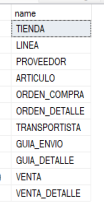 name
TIENDA
LINEA
PROVEEDOR
ARTICULO
ORDEN_COMPRA
ORDEN_DETALLE
TRANSPORTISTA
GUIA_ENVIO
GUIA_DETALLE
VENTA
VENTA_DETALLE